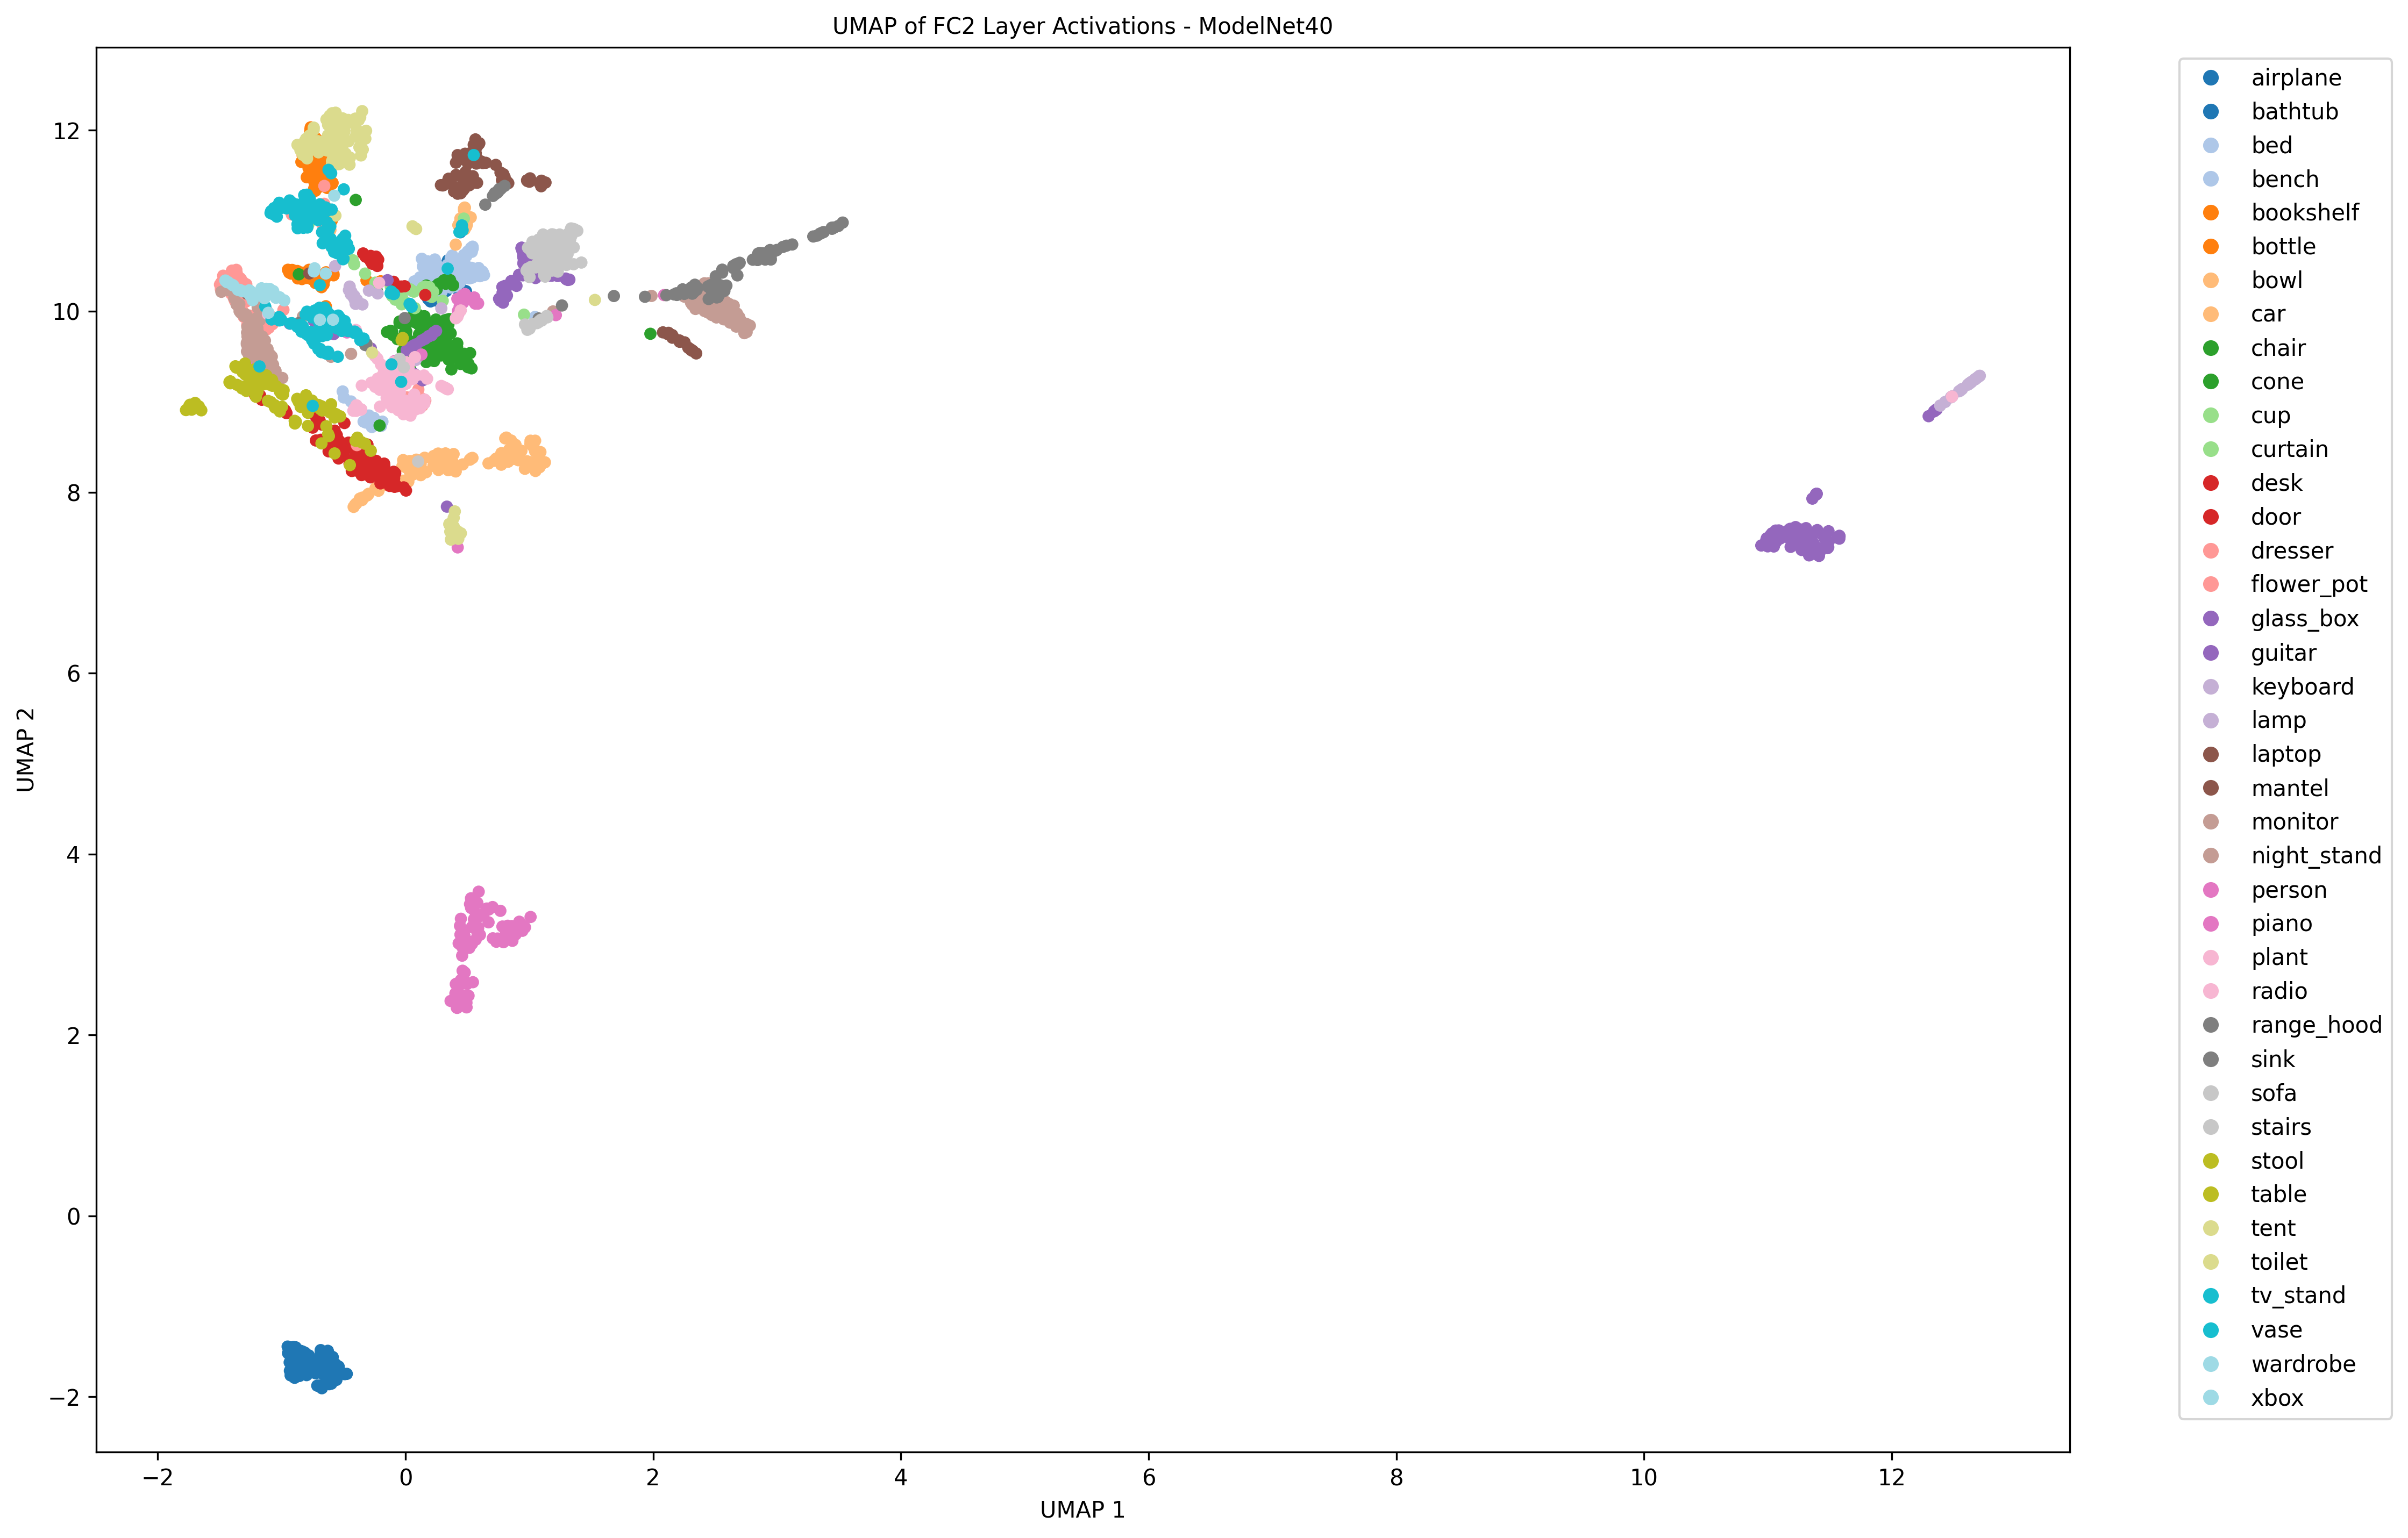 UMAP of FC2 Layer Activations - ModelNet40
12
10
8
6
4
2
0
−2
UMAP 2
−2
0
2
4
6
8
10
12
UMAP 1
airplane
bathtub
bed
bench
bookshelf
bottle
bowl
car
chair
cone
cup
curtain
desk
door
dresser
flower_pot
glass_box
guitar
keyboard
lamp
laptop
mantel
monitor
night_stand
person
piano
plant
radio
range_hood
sink
sofa
stairs
stool
table
tent
toilet
tv_stand
vase
wardrobe
xbox